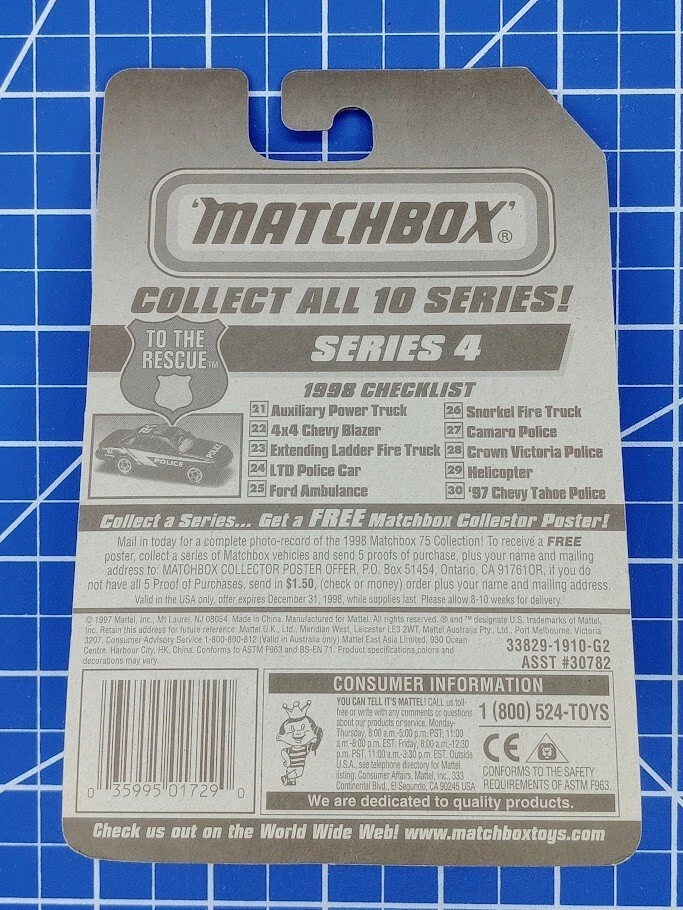 'MATCHBOX'®
COLLECT ALL 10 SERIES!
TO THE
RESCUE™
SERIES 4
1998 CHECKLIST
21 Auxiliary Power Truck
22 4x4 Chevy Blazer
23 Extending Ladder Fire Truck
24 LTD Police Car
25 Ford Ambulance
26 Snorkel Fire Truck
27 Camaro Police
28 Crown Victoria Police
29 Helicopter
30 '97 Chevy Tahoe Police
POLICE
Collect a Series... Get a FREE Matchbox Collector Poster!
Mail in today for a complete photo-record of the 1998 Matchbox 75 Collection! To receive a FREE
poster, collect a series of Matchbox vehicles and send 5 proofs of purchase, plus your name and mailing
address to: MATCHBOX COLLECTOR POSTER OFFER, P.O. Box 51454, Ontario, CA 91761OR, if you do
not have all 5 Proof of Purchases, send in $1.50, (check or money) order plus your name and mailing address.
Valid in the USA only, offer expires December 31, 1998, while supplies last. Please allow 8-10 weeks for delivery.
© 1997 Mattel, Inc., Mt Laurel, NJ 08054. Made in China. Manufactured for Mattel. All rights reserved. ® and ™ designate U.S. trademarks of Mattel,
Inc. Retain this address for future reference: Mattel U.K., Ltd., Meridian West, Leicester LE3 2WT. Mattel Australia Pty., Ltd., Port Melbourne, Victoria
3207. Consumer Advisory Service 1-800-800-812 (Valid in Australia only). Mattel East Asia Limited, 930 Ocean
Centre, Harbour City, HK, China. Conforms to ASTM F963 and BS-EN 71. Product specifications,colors and
decorations may vary.
33829-1910-G2
ASST #30782
0 35995 01729 0
CONSUMER INFORMATION
YOU CAN TELL IT'S MATTEL! CALL us toll-
free or write with any comments or questions
about our products or service. Monday-
Thursday, 8:00 a.m.-5:00 p.m. PST; 11:00
a.m.-8:00 p.m. EST; Friday, 8:00 a.m.-12:30
p.m. PST, 11:00 a.m.-3:30 p.m. EST. Outside
U.S.A., see telephone directory for Mattel
listing. Consumer Affairs, Mattel, Inc., 333
Continental Blvd., El Segundo, CA 90245 USA
1 (800) 524-TOYS
CE
CONFORMS TO THE SAFETY
REQUIREMENTS OF ASTM F963.
We are dedicated to quality products.
Check us out on the World Wide Web! www.matchboxtoys.com